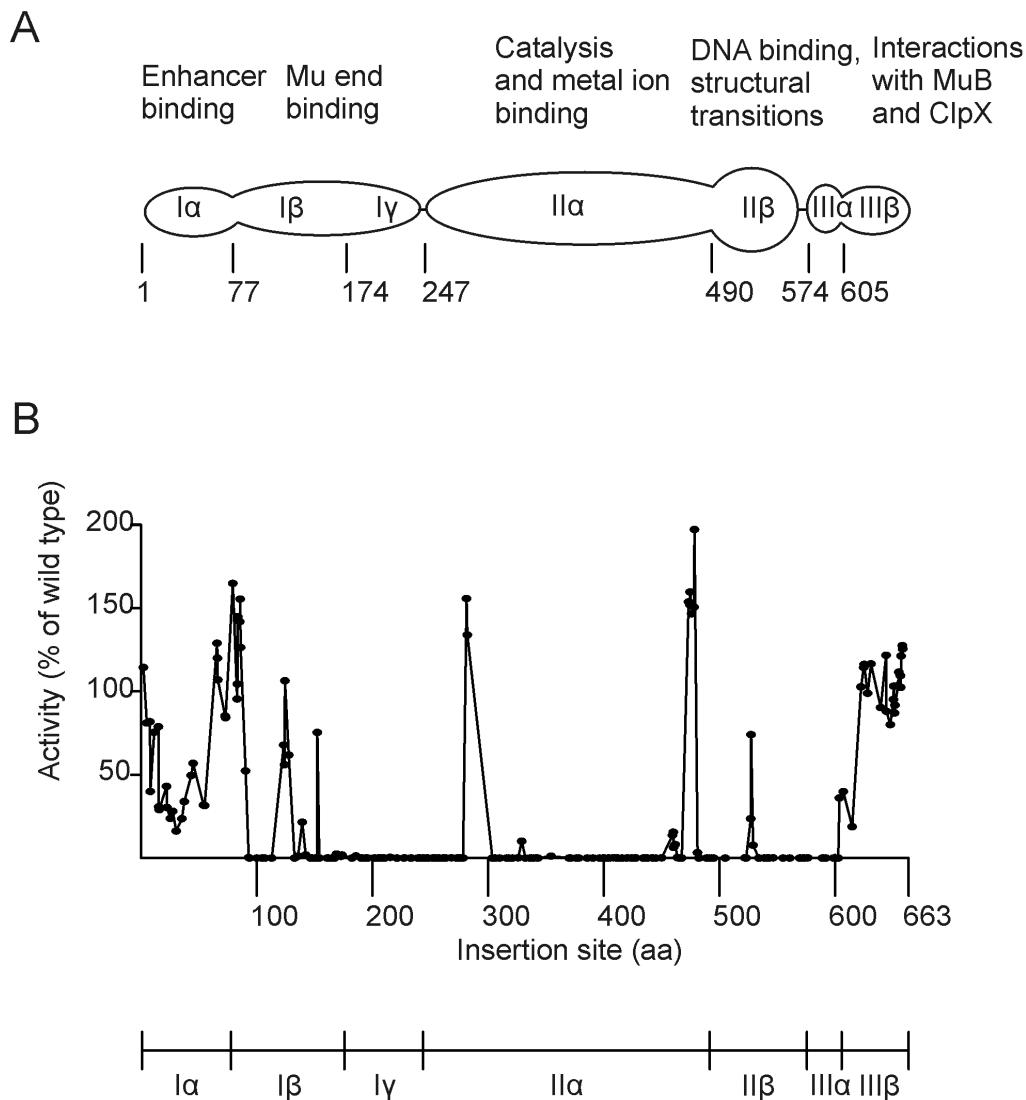 A
Enhancer
binding
Mu end
binding
Catalysis
and metal ion
binding
DNA binding,
structural
transitions
Interactions
with MuB
and ClpX
Iα Iβ Iγ IIα IIβ IIIα IIIβ
1 77 174 247 490 574 605
B
Activity (% of wild type)
200
150
100
50
100 200 300 400 500 600 663
Insertion site (aa)
Iα Iβ Iγ IIα IIβ IIIα IIIβ